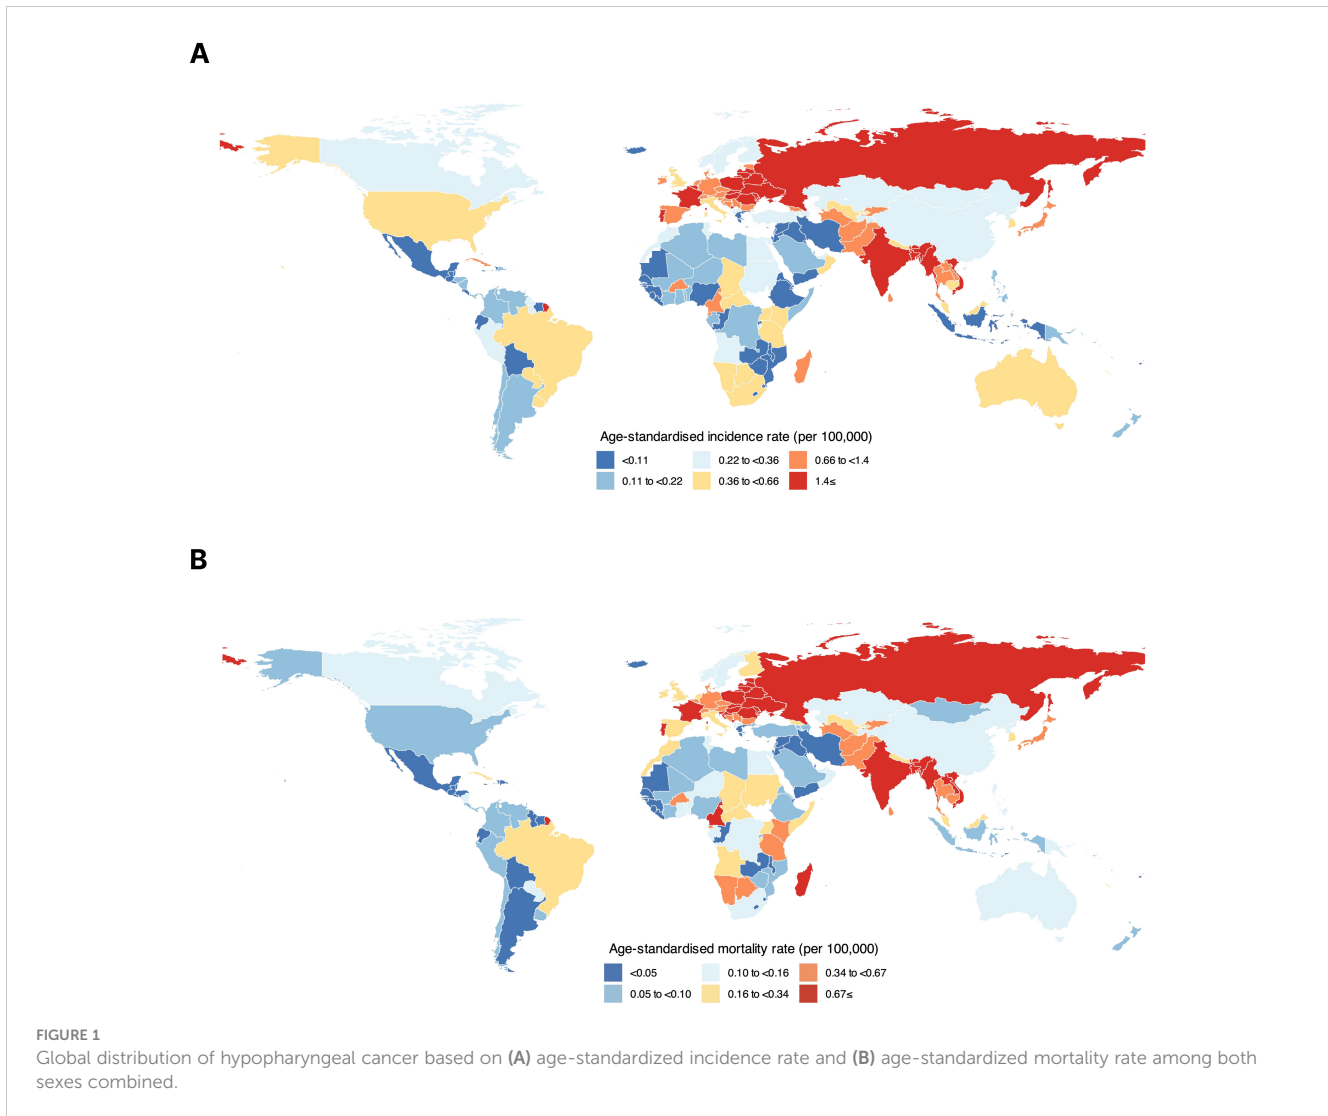 A
Age-standardised incidence rate (per 100,000)
<0.11 0.22 to <0.36 0.66 to <1.4
0.11 to <0.22 0.36 to <0.66 1.4≤
B
Age-standardised mortality rate (per 100,000)
<0.05 0.10 to <0.16 0.34 to <0.67
0.05 to <0.10 0.16 to <0.34 0.67≤
FIGURE 1
Global distribution of hypopharyngeal cancer based on (A) age-standardized incidence rate and (B) age-standardized mortality rate among both
sexes combined.